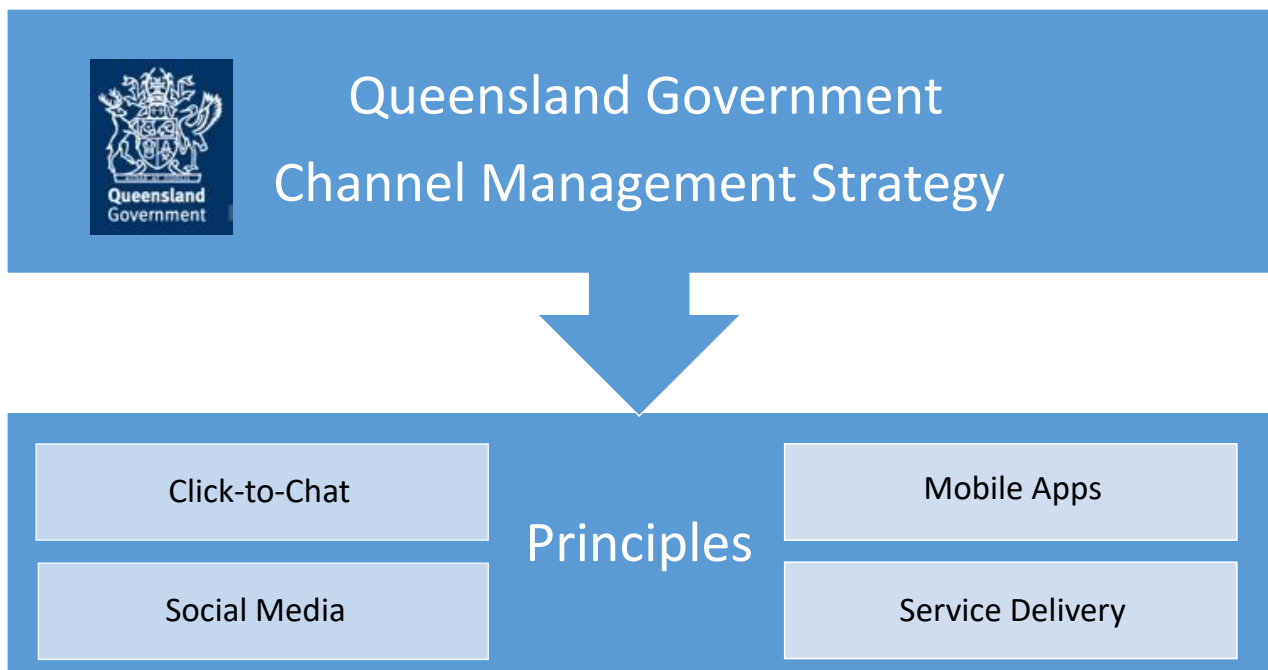 Queensland Government
Channel Management Strategy
Queensland
Government
Click-to-Chat
Mobile Apps
Principles
Social Media
Service Delivery